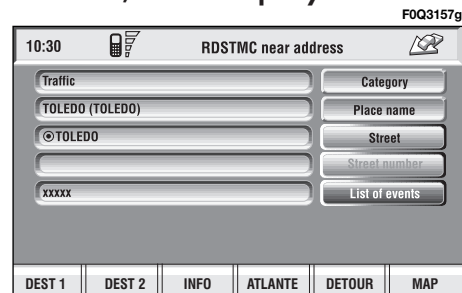 F0Q3157g
10:30 RDSTMC near address
Traffic Category
TOLEDO (TOLEDO) Place name
TOLEDO Street
Street number
xxxxx List of events
DEST 1 DEST 2 INFO ATLANTE DETOUR MAP